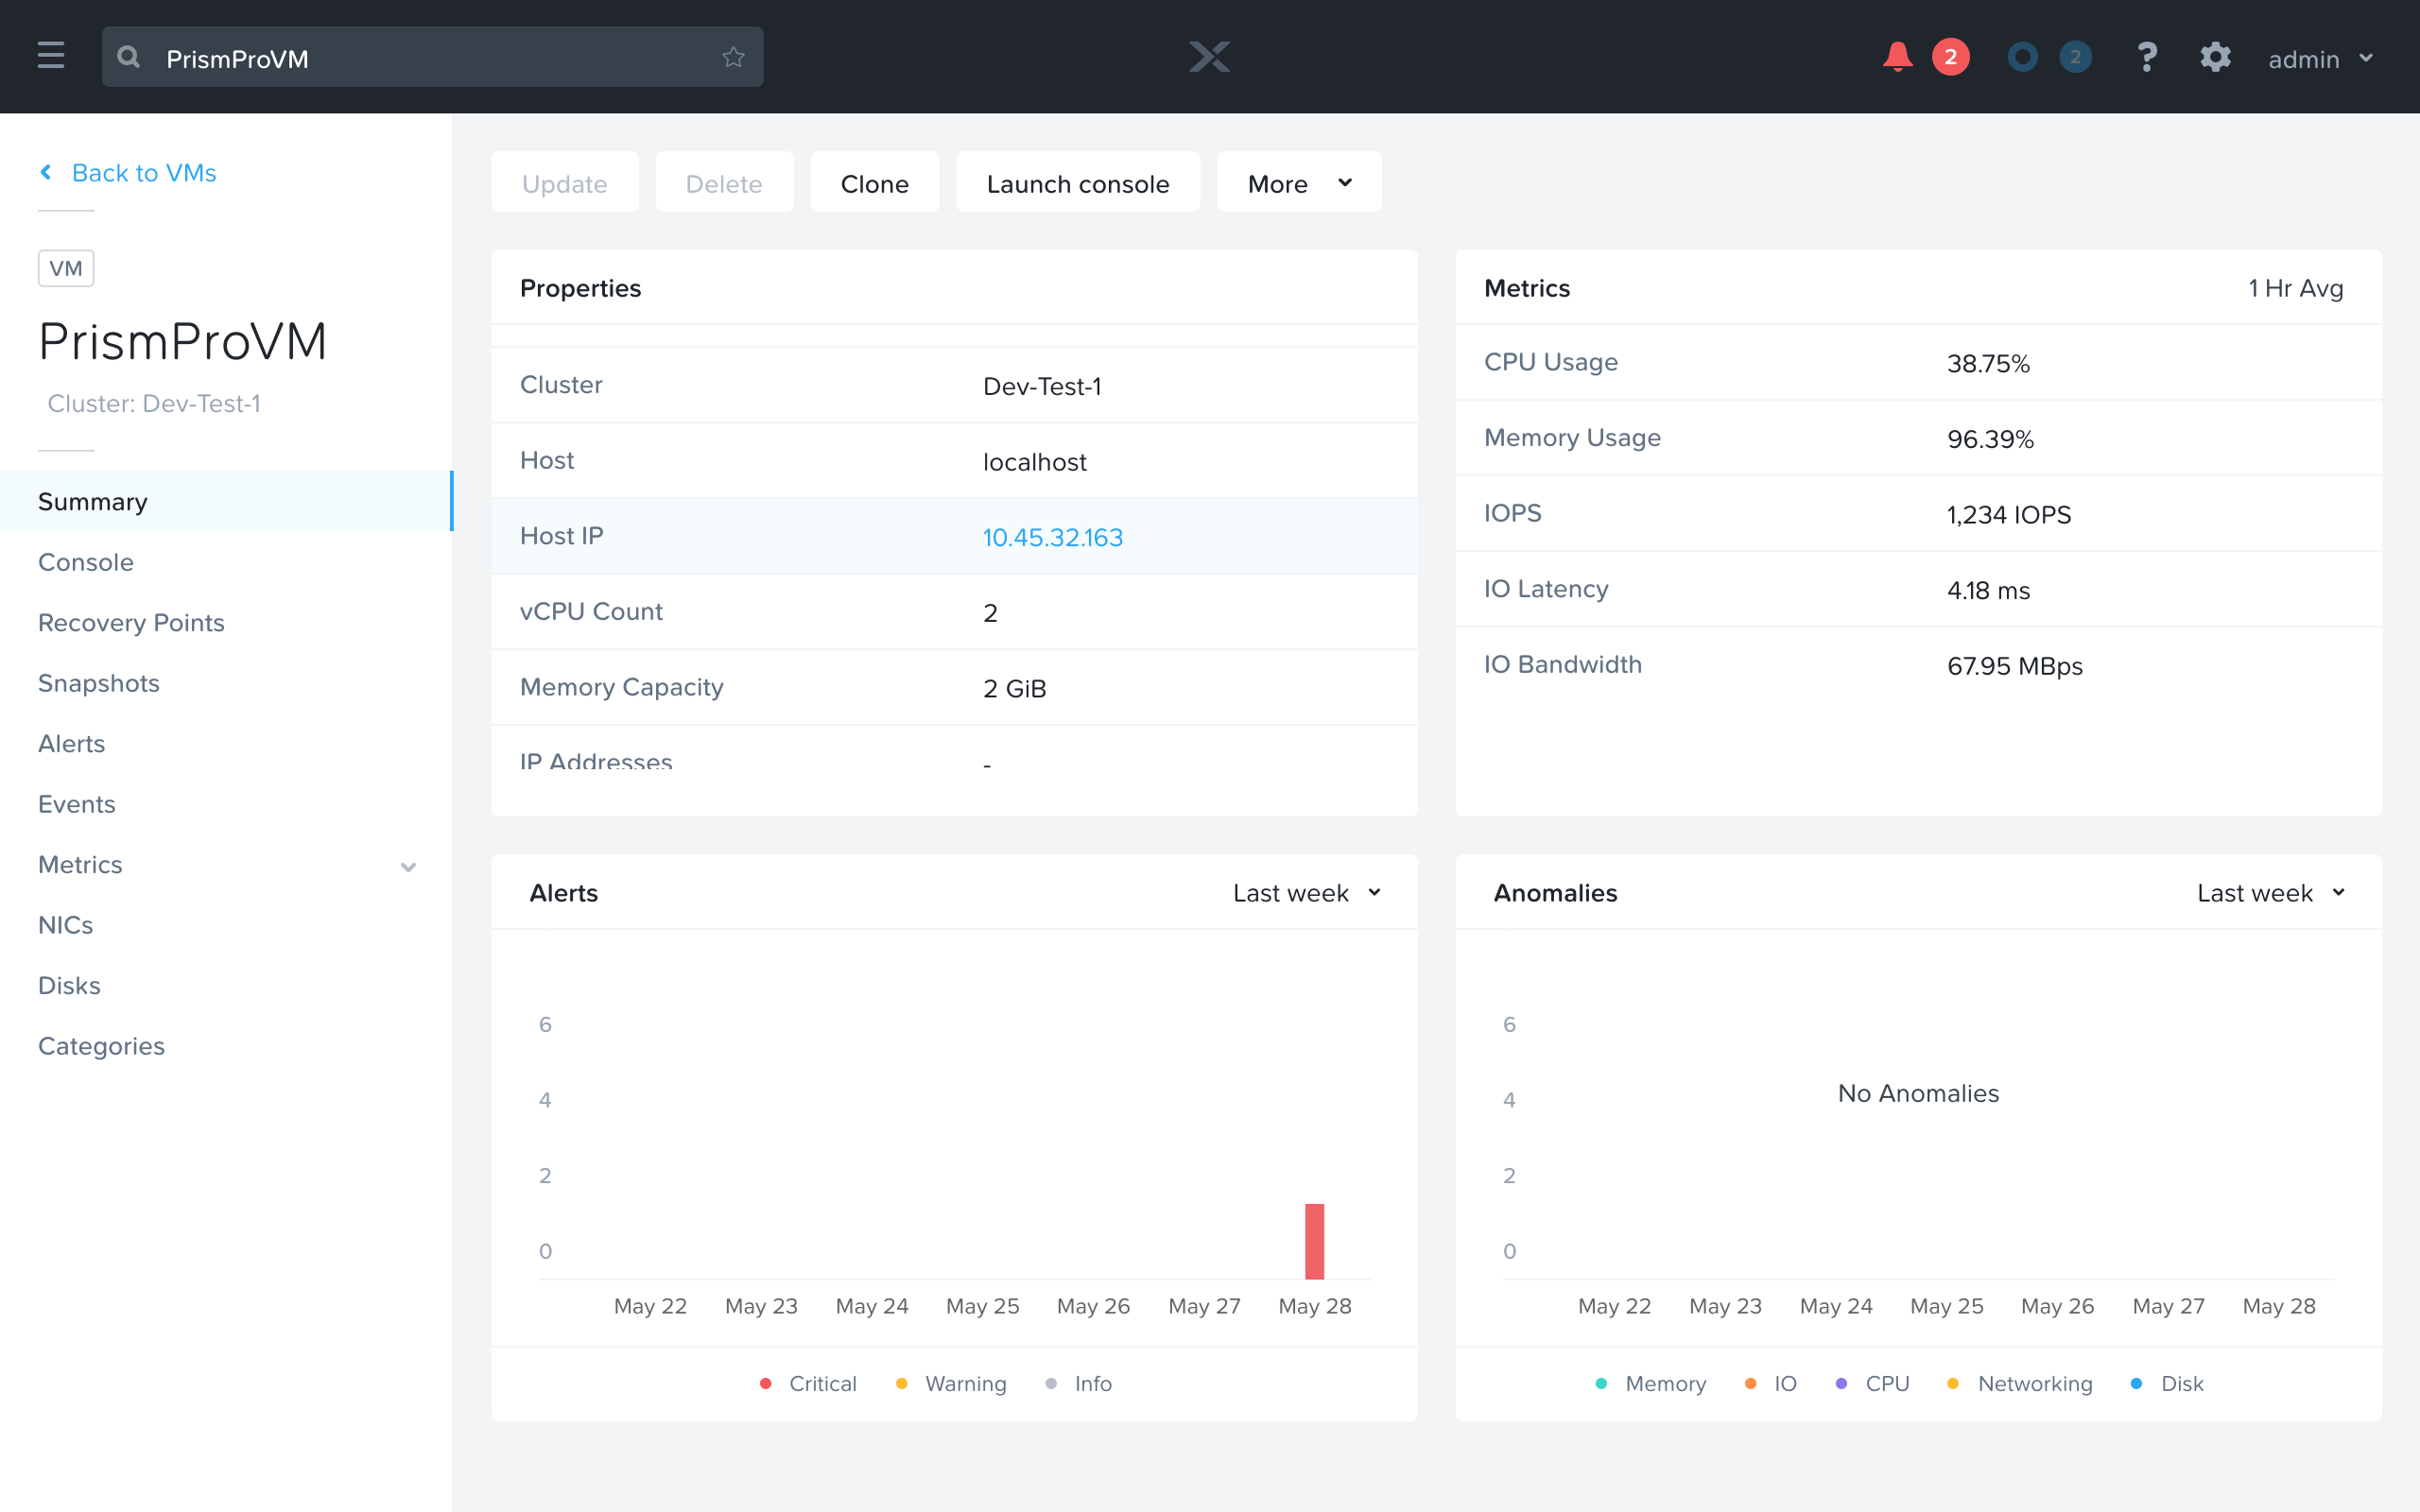 PrismProVM
2
2
?
admin
Back to VMs
VM
PrismProVM
Cluster: Dev-Test-1
Summary
Console
Recovery Points
Snapshots
Alerts
Events
Metrics
NICs
Disks
Categories
Update Delete Clone Launch console More
Properties
Cluster Dev-Test-1
Host localhost
Host IP 10.45.32.163
vCPU Count 2
Memory Capacity 2 GiB
IP Addresses -
Metrics 1 Hr Avg
CPU Usage 38.75%
Memory Usage 96.39%
IOPS 1,234 IOPS
IO Latency 4.18 ms
IO Bandwidth 67.95 MBps
Alerts Last week
6
4
2
0
May 22 May 23 May 24 May 25 May 26 May 27 May 28
Critical Warning Info
Anomalies Last week
6
No Anomalies
4
2
0
May 22 May 23 May 24 May 25 May 26 May 27 May 28
Memory IO CPU Networking Disk